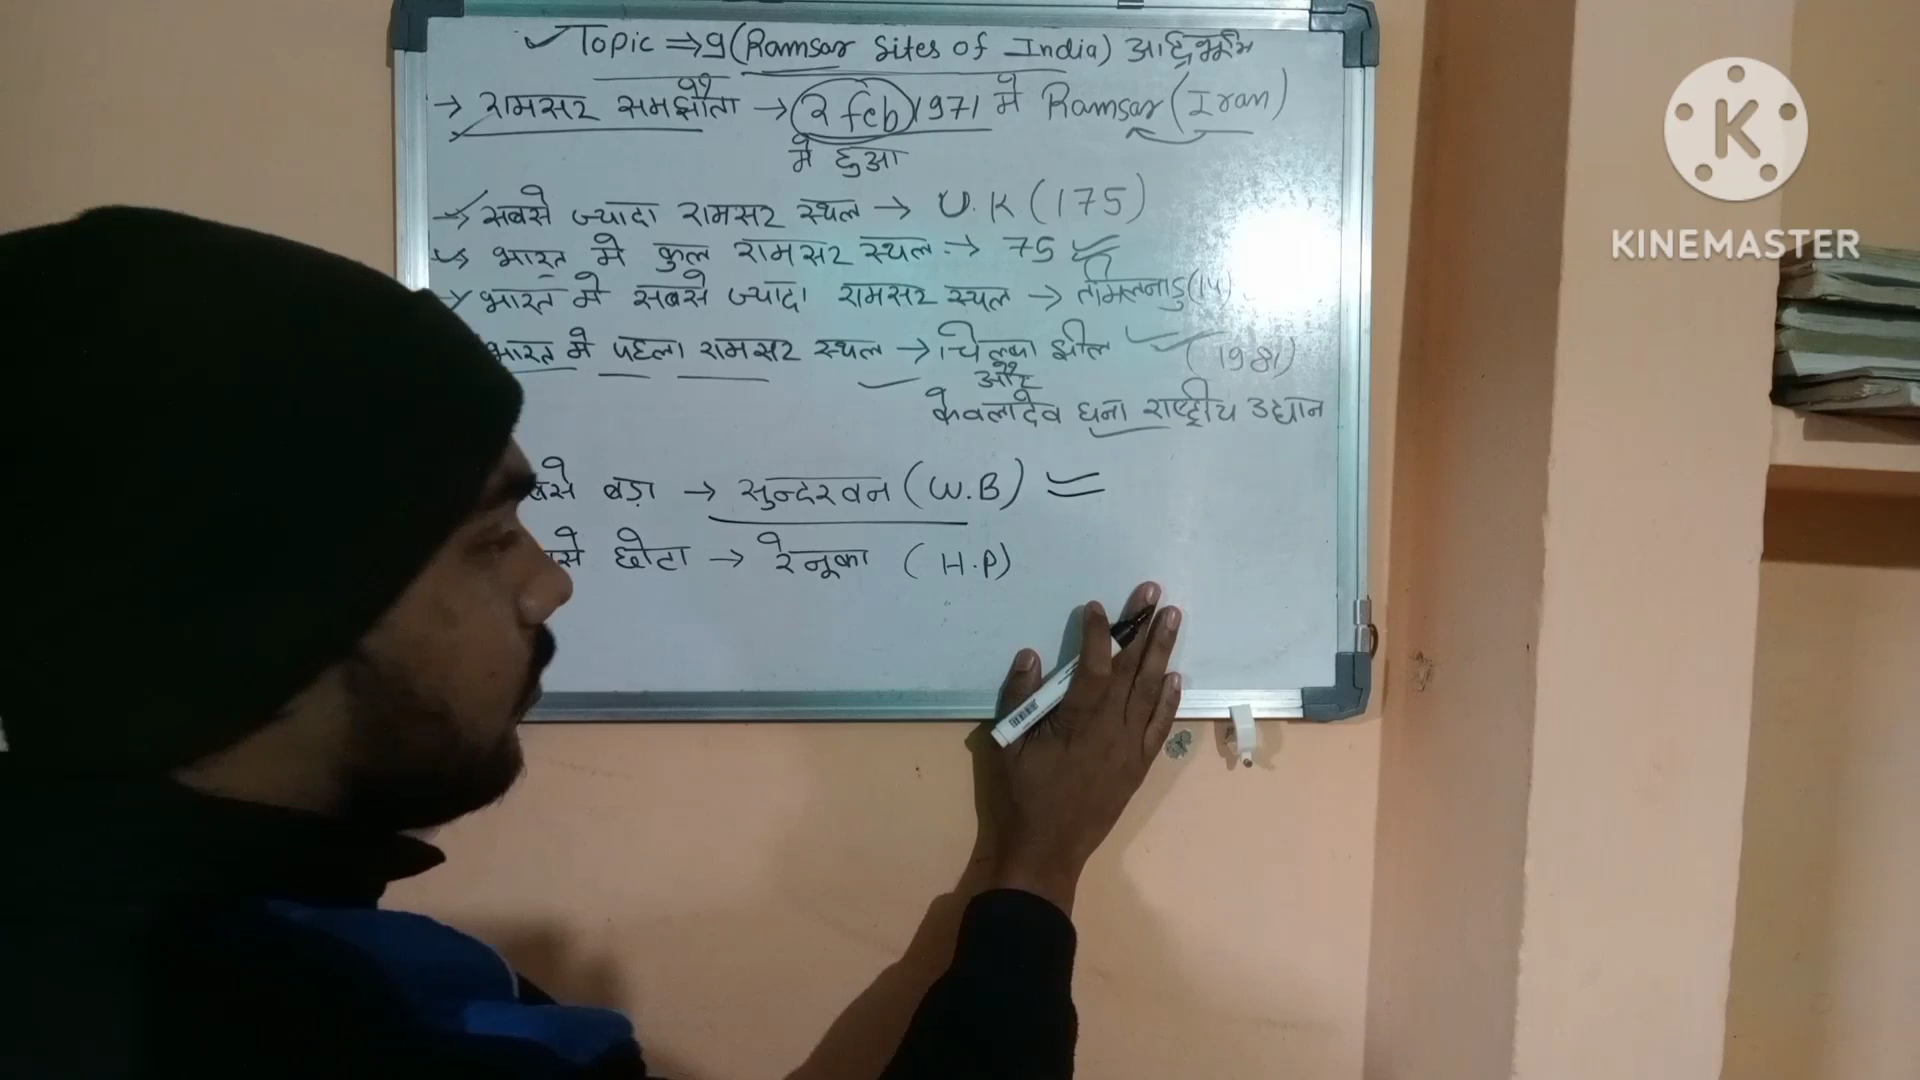 Topic ⇒ 9 (Ramsar Sites of India) आर्द्रभूमि
→ रामसर समझौता → 2 feb 1971 में Ramsar (Iran)
में हुआ
→ सबसे ज्यादा रामसर स्थल → U.K (175)
→ भारत में कुल रामसर स्थल → 75
→ भारत में सबसे ज्यादा रामसर स्थल → तमिलनाडु (14)
भारत में पहला रामसर स्थल → चिल्का झील (1981)
और
केवलादेव घना राष्ट्रीय उद्यान
बसे बड़ा → सुन्दरवन (W.B)
से छोटा → रेनूका (H.P)
K
KINEMASTER